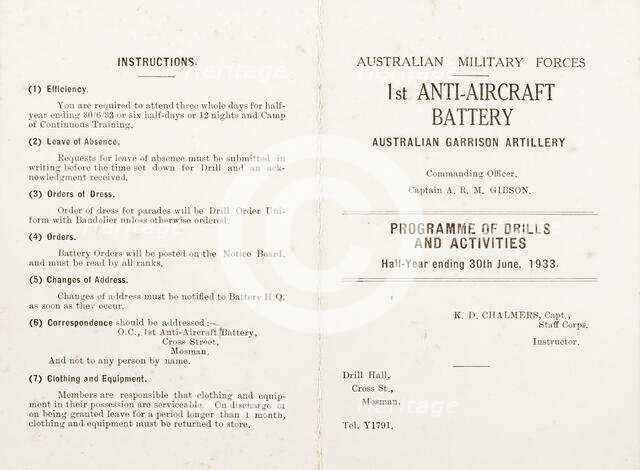 INSTRUCTIONS.
(1) Efficiency.
You are required to attend three whole days for half-
year ending 30/6/33 or six half-days or 12 nights and Camp
of Continuous Training.
(2) Leave of Absence.
Requests for leave of absence must be submitted in
writing before the time set down for Drill and an ack-
nowledgment received.
(3) Orders of Dress.
Order of dress for parades will be Drill Order Uni-
form with Bandolier unless otherwise ordered.
(4) Orders.
Battery Orders will be posted on the Notice Board,
and must be read by all ranks.
(5) Changes of Address.
Changes of address must be notified to Battery H.Q.
as soon as they occur.
(6) Correspondence should be addressed :—
O.C., 1st Anti-Aircraft Battery,
Cross Street,
Mosman.
And not to any person by name.
(7) Clothing and Equipment.
Members are responsible that clothing and equip-
ment in their possession are serviceable. On discharge or
on being granted leave for a period longer than 1 month,
clothing and equipment must be returned to store.
AUSTRALIAN MILITARY FORCES
1st ANTI-AIRCRAFT
BATTERY
AUSTRALIAN GARRISON ARTILLERY
Commanding Officer,
Captain A. R. M. GIBSON.
PROGRAMME OF DRILLS
AND ACTIVITIES
Half-Year ending 30th June, 1933.
K. D. CHALMERS, Capt.,
Staff Corps.
Instructor.
Drill Hall,
Cross St.,
Mosman.
Tel. Y1791.
Heritage
Heritage
Heritage
Heritage
Heritage
Heritage